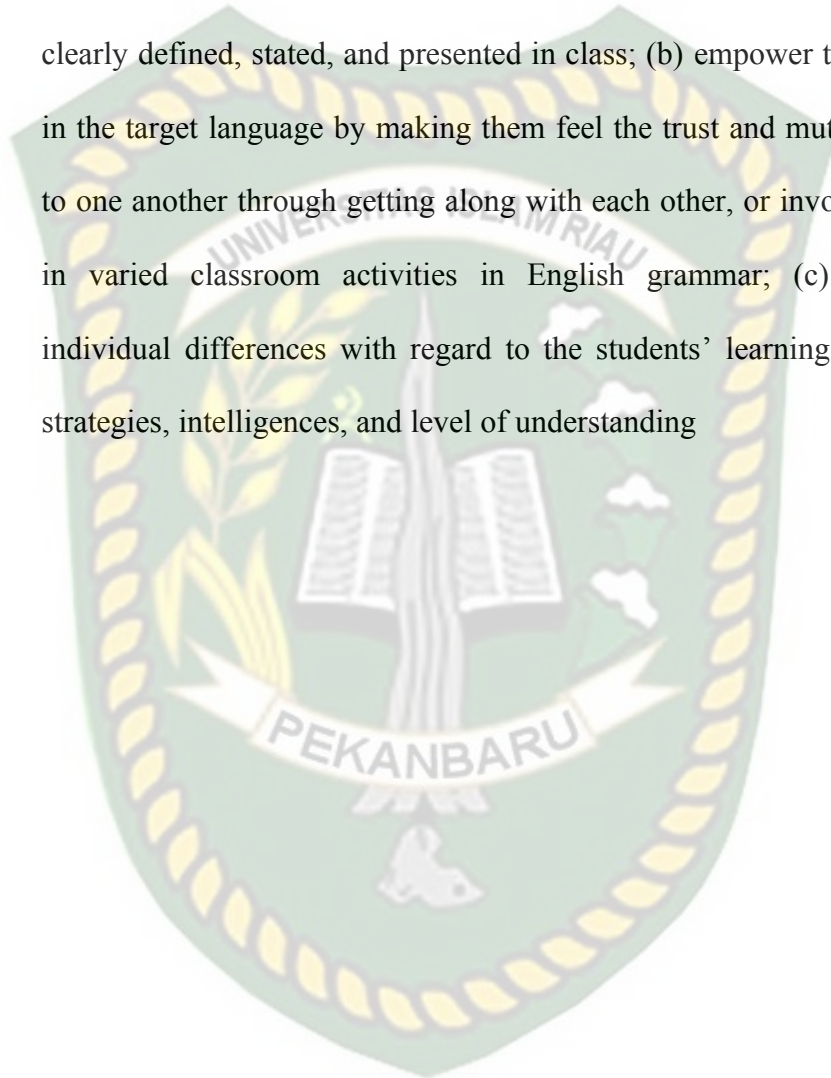 clearly defined, stated, and presented in class; (b) empower t
in the target language by making them feel the trust and mut
to one another through getting along with each other, or invo
in varied classroom activities in English grammar; (c)
individual differences with regard to the students’ learning
strategies, intelligences, and level of understanding
UNIVERSITAS ISLAM RIAU
PEKANBARU